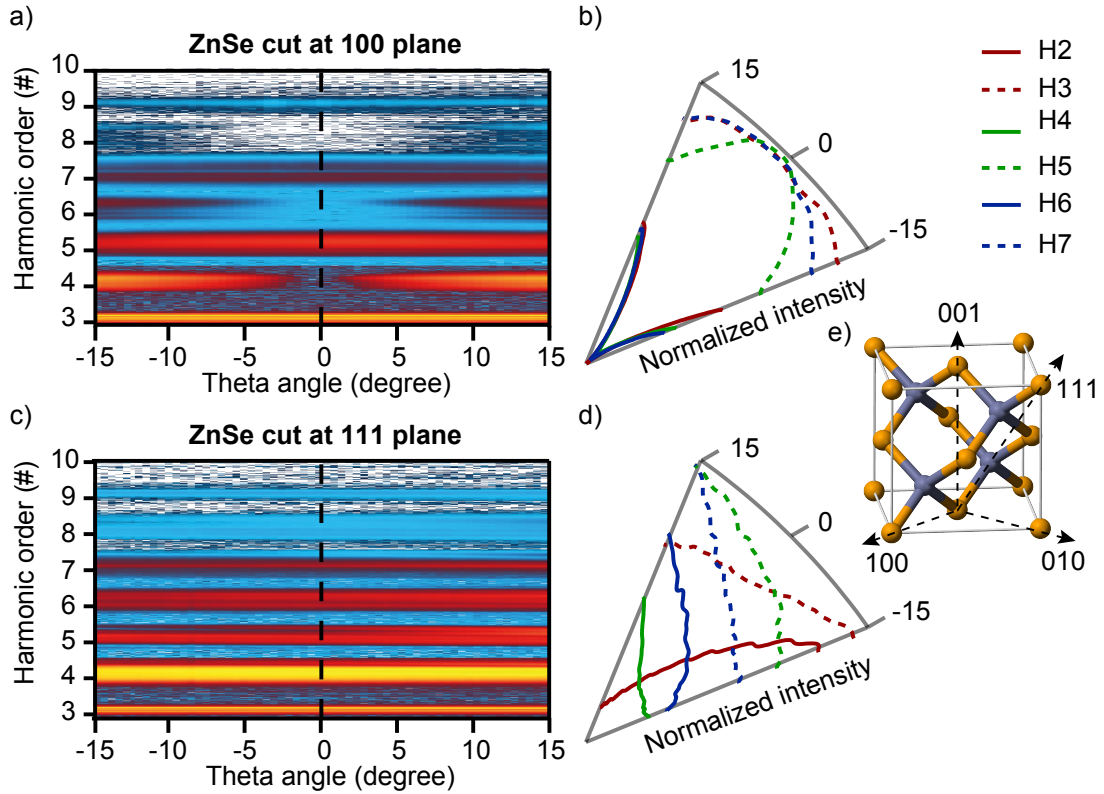 a)
ZnSe cut at 100 plane
Harmonic order (#)
10
9
8
7
6
5
4
3
-15 -10 -5 0 5 10 15
Theta angle (degree)
b)
15
0
-15
Normalized intensity
H2
H3
H4
H5
H6
H7
c)
ZnSe cut at 111 plane
Harmonic order (#)
10
9
8
7
6
5
4
3
-15 -10 -5 0 5 10 15
Theta angle (degree)
d)
15
0
-15
Normalized intensity
e)
001
111
100
010